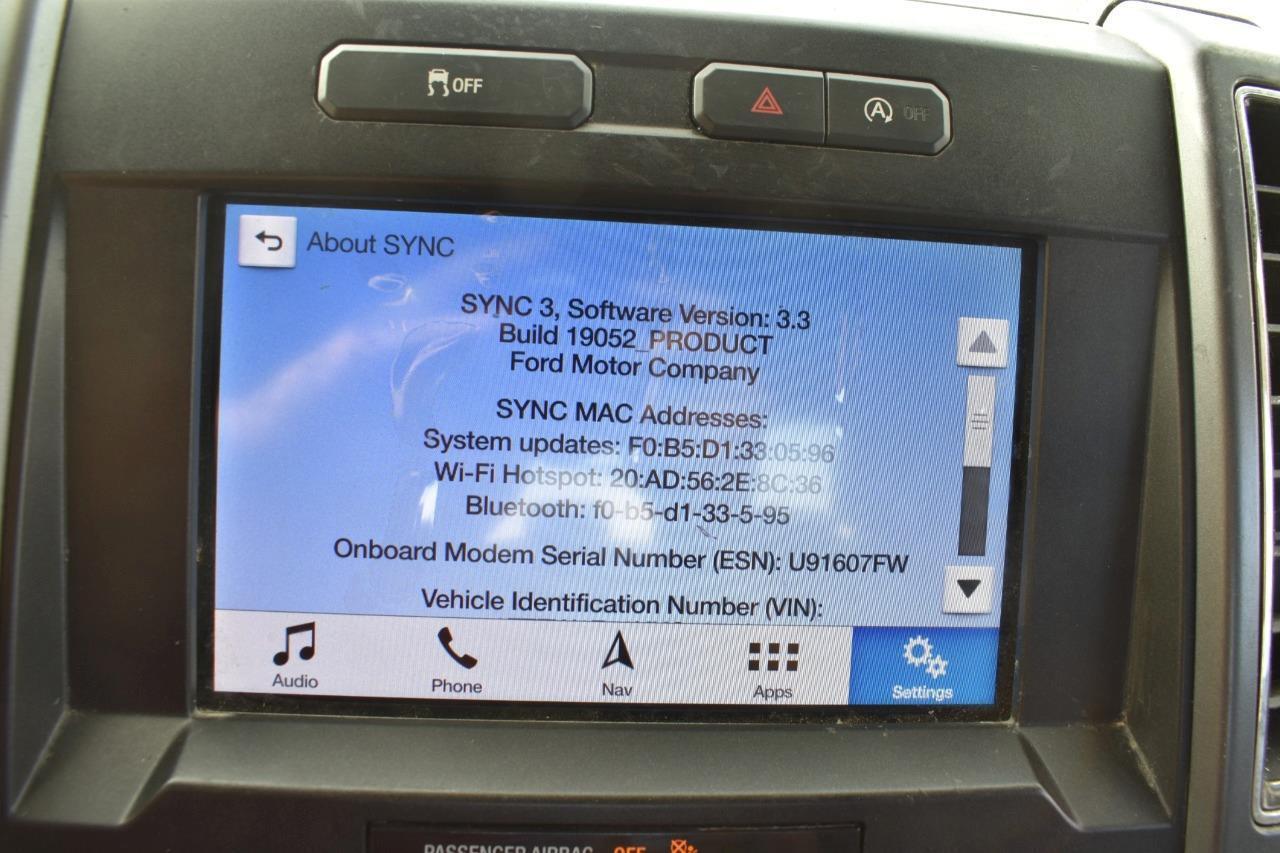 OFF
A OFF
About SYNC
SYNC 3, Software Version: 3.3
Build 19052_PRODUCT
Ford Motor Company
SYNC MAC Addresses:
System updates: F0:B5:D1:33:05:96
Wi-Fi Hotspot: 20:AD:56:2E:8C:36
Bluetooth: f0-b5-d1-33-5-95
Onboard Modem Serial Number (ESN): U91607FW
Vehicle Identification Number (VIN):
Audio
Phone
Nav
Apps
Settings
PASSENGER AIRBAG OFF